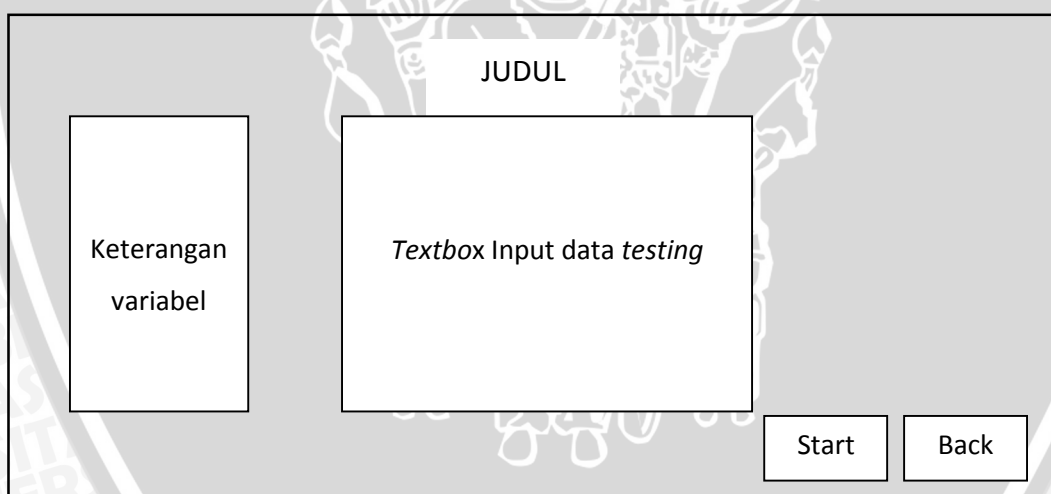 JUDUL
Keterangan
variabel
Textbox Input data testing
Start
Back